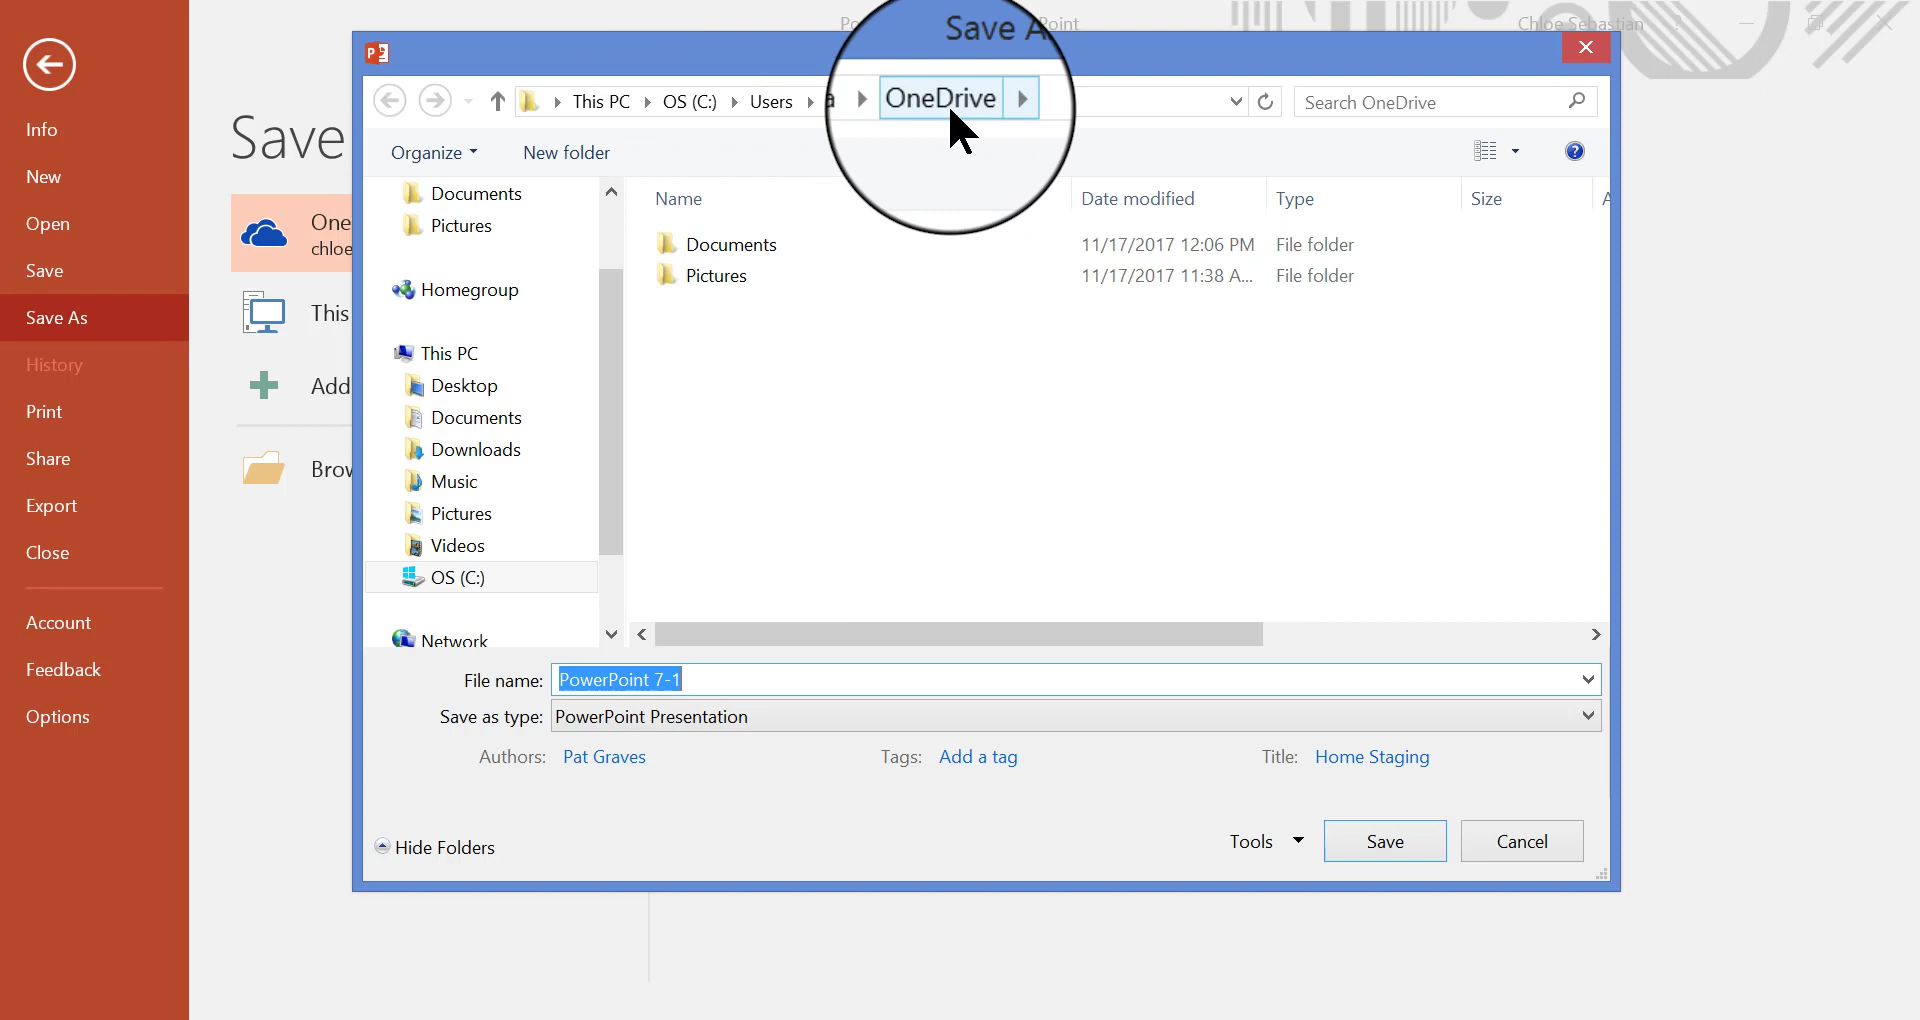 Po
Point
Chloe Sebastian
Save A
Info
New
Open
Save
Save As
History
Print
Share
Export
Close
Account
Feedback
Options
Save
One
chloe
This
Add
Brow
This PC
OS (C:)
Users
a
OneDrive
Search OneDrive
Organize
New folder
Documents
Pictures
Homegroup
This PC
Desktop
Documents
Downloads
Music
Pictures
Videos
OS (C:)
Network
Name
Date modified
Type
Size
A
Documents
11/17/2017 12:06 PM
File folder
Pictures
11/17/2017 11:38 A...
File folder
File name:
PowerPoint 7-1
Save as type:
PowerPoint Presentation
Authors:
Pat Graves
Tags:
Add a tag
Title:
Home Staging
Hide Folders
Tools
Save
Cancel